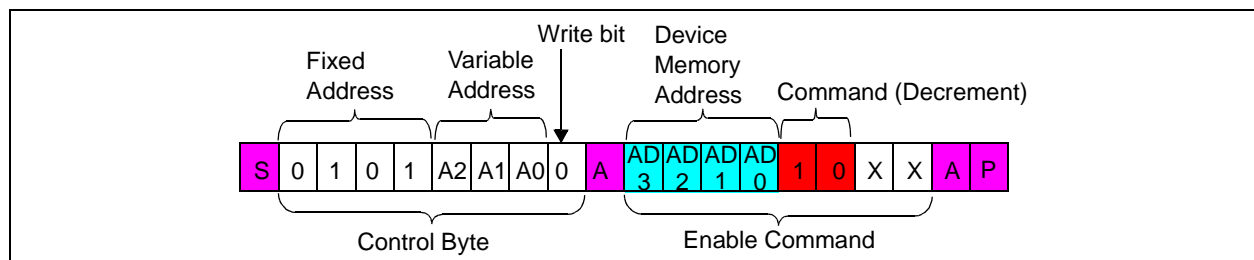 Write bit
Fixed
Address
Variable
Address
Device
Memory
Address
Command (Decrement)
S 0 1 0 1 A2 A1 A0 0 A AD3 AD2 AD1 AD0 1 0 X X A P
Control Byte
Enable Command